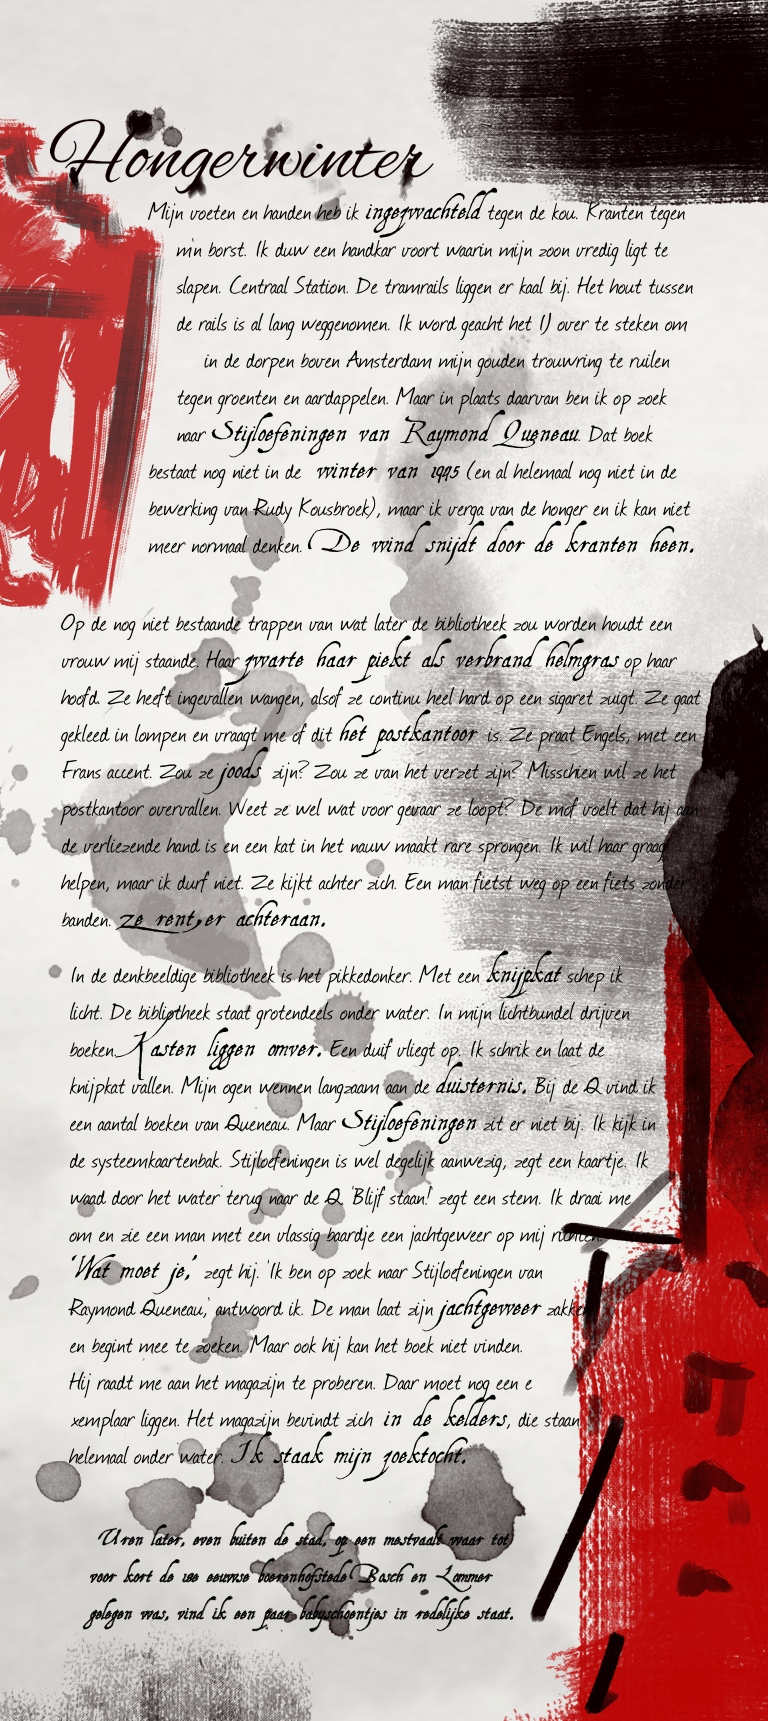 Hongerwinter
Mijn voeten en handen heb ik ingezwachteld tegen de kou. Kranten tegen
m'n borst. Ik duw een handkar voort waarin mijn zoon vredig ligt te
slapen. Centraal Station. De tramrails liggen er kaal bij. Het hout tussen
de rails is al lang weggenomen. Ik word geacht het IJ over te steken om
in de dorpen boven Amsterdam mijn gouden trouwring te ruilen
tegen groenten en aardappelen. Maar in plaats daarvan ben ik op zoek
naar Stijloefeningen van Raymond Queneau. Dat boek
bestaat nog niet in de winter van 1945 (en al helemaal nog niet in de
bewerking van Rudy Kousbroek), maar ik verga van de honger en ik kan niet
meer normaal denken. De wind snijdt door de kranten heen.
Op de nog niet bestaande trappen van wat later de bibliotheek zou worden houdt een
vrouw mij staande. Haar zwarte haar piekt als verbrand helmgras op haar
hoofd. Ze heeft ingevallen wangen, alsof ze continu heel hard op een sigaret zuigt. Ze gaat
gekleed in lompen en vraagt me of dit het postkantoor is. Ze praat Engels, met een
Frans accent. Zou ze joods zijn? Zou ze van het verzet zijn? Misschien wil ze het
postkantoor overvallen. Weet ze wel wat voor gevaar ze loopt? De mof voelt dat hij aan
de verliezende hand is en een kat in het nauw maakt rare sprongen. Ik wil haar graag
helpen, maar ik durf niet. Ze kijkt achter zich. Een man fietst weg op een fiets zonder
banden. ze rent er achteraan.
In de denkbeeldige bibliotheek is het pikkedonker. Met een knijpkat schep ik
licht. De bibliotheek staat grotendeels onder water. In mijn lichtbundel drijven
boeken. Kasten liggen omver. Een duif vliegt op. Ik schrik en laat de
knijpkat vallen. Mijn ogen wennen langzaam aan de duisternis. Bij de Q vind ik
een aantal boeken van Queneau. Maar Stijloefeningen zit er niet bij. Ik kijk in
de systeemkaartenbak. Stijloefeningen is wel degelijk aanwezig, zegt een kaartje. Ik
waad door het water terug naar de Q. 'Blijf staan!' zegt een stem. Ik draai me
om en zie een man met een vlassig baardje een jachtgeweer op mij richten.
'Wat moet je,' zegt hij. 'Ik ben op zoek naar Stijloefeningen van
Raymond Queneau,' antwoord ik. De man laat zijn jachtgeweer zakken
en begint mee te zoeken. Maar ook hij kan het boek niet vinden.
Hij raadt me aan het magazijn te proberen. Daar moet nog een e
xemplaar liggen. Het magazijn bevindt zich in de kelders, die staan
helemaal onder water. Ik staak mijn zoektocht.
Uren later, even buiten de stad, op een mestvaalt waar tot
voor kort de 18e eeuwse boerenhofstede Bosch en Lommer
gelegen was, vind ik een paar babyschoentjes in redelijke staat.